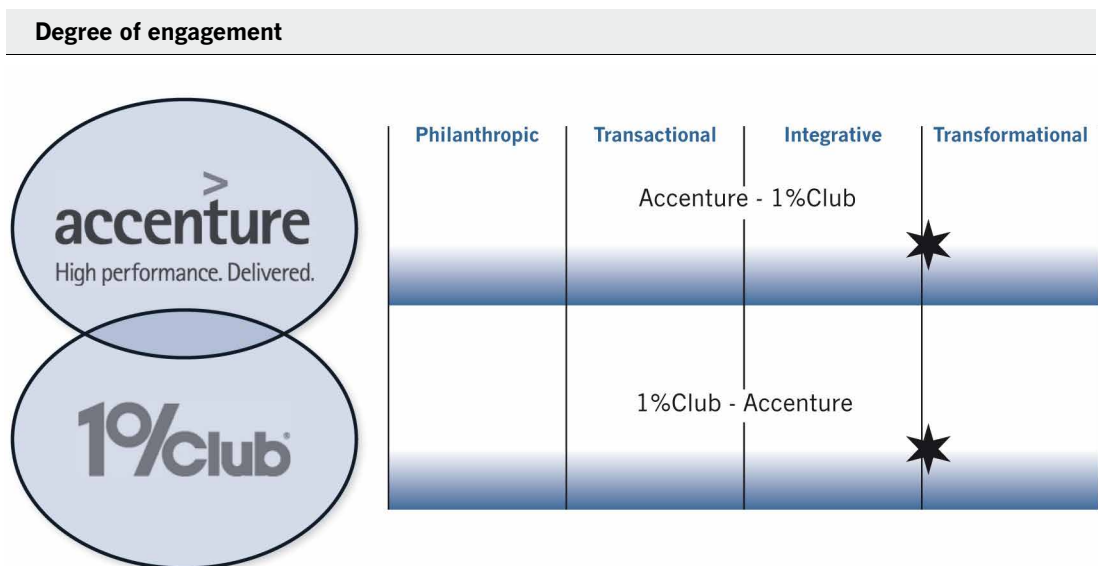 Degree of engagement
accenture
High performance. Delivered.
1%Club
Philanthropic Transactional Integrative Transformational
Accenture - 1%Club
1%Club - Accenture